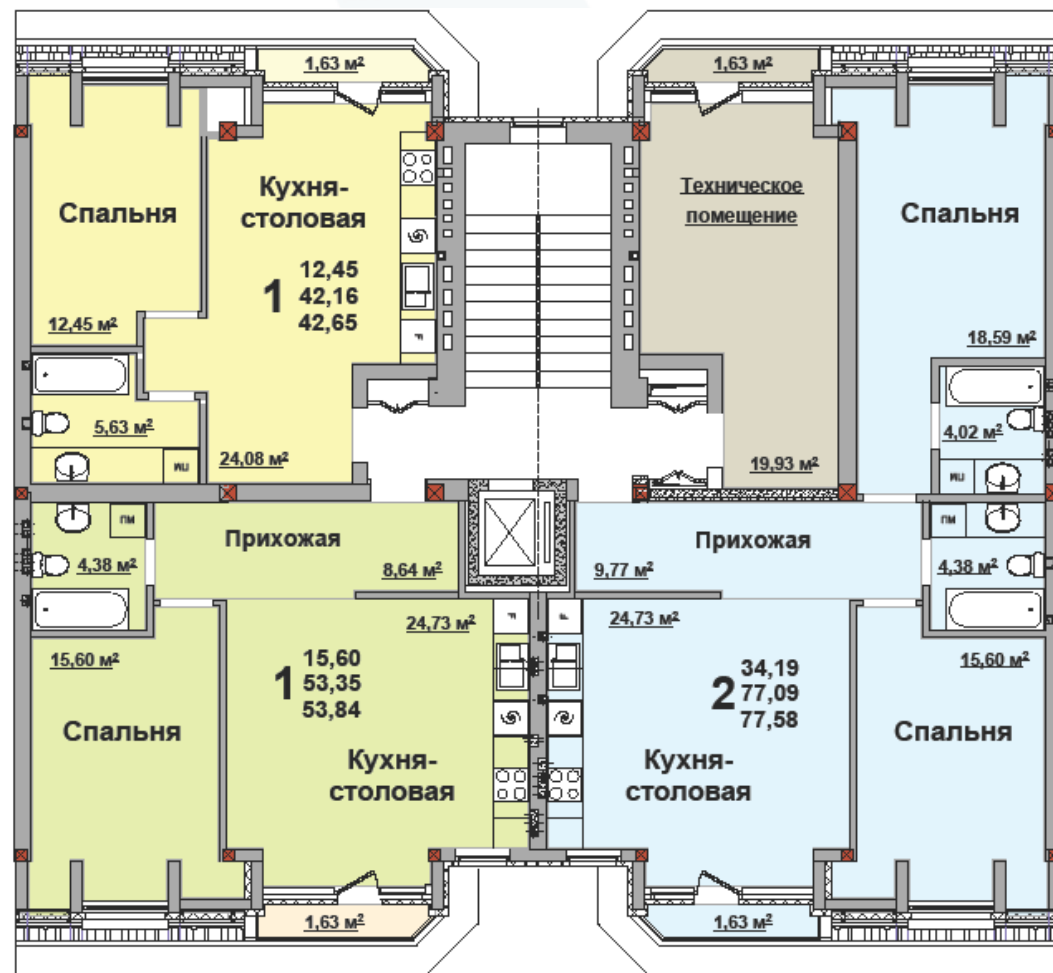 1,63 м²
1,63 м²
Спальня
Кухня-
столовая
1
12,45
42,16
42,65
12,45 м²
5,63 м²
24,08 м²
Техническое
помещение
19,93 м²
Спальня
18,59 м²
4,02 м²
Прихожая
8,64 м²
4,38 м²
ПМ
Прихожая
9,77 м²
4,38 м²
ПМ
24,73 м²
15,60 м²
1
15,60
53,35
53,84
Спальня
Кухня-
столовая
24,73 м²
15,60 м²
2
34,19
77,09
77,58
Кухня-
столовая
Спальня
1,63 м²
1,63 м²